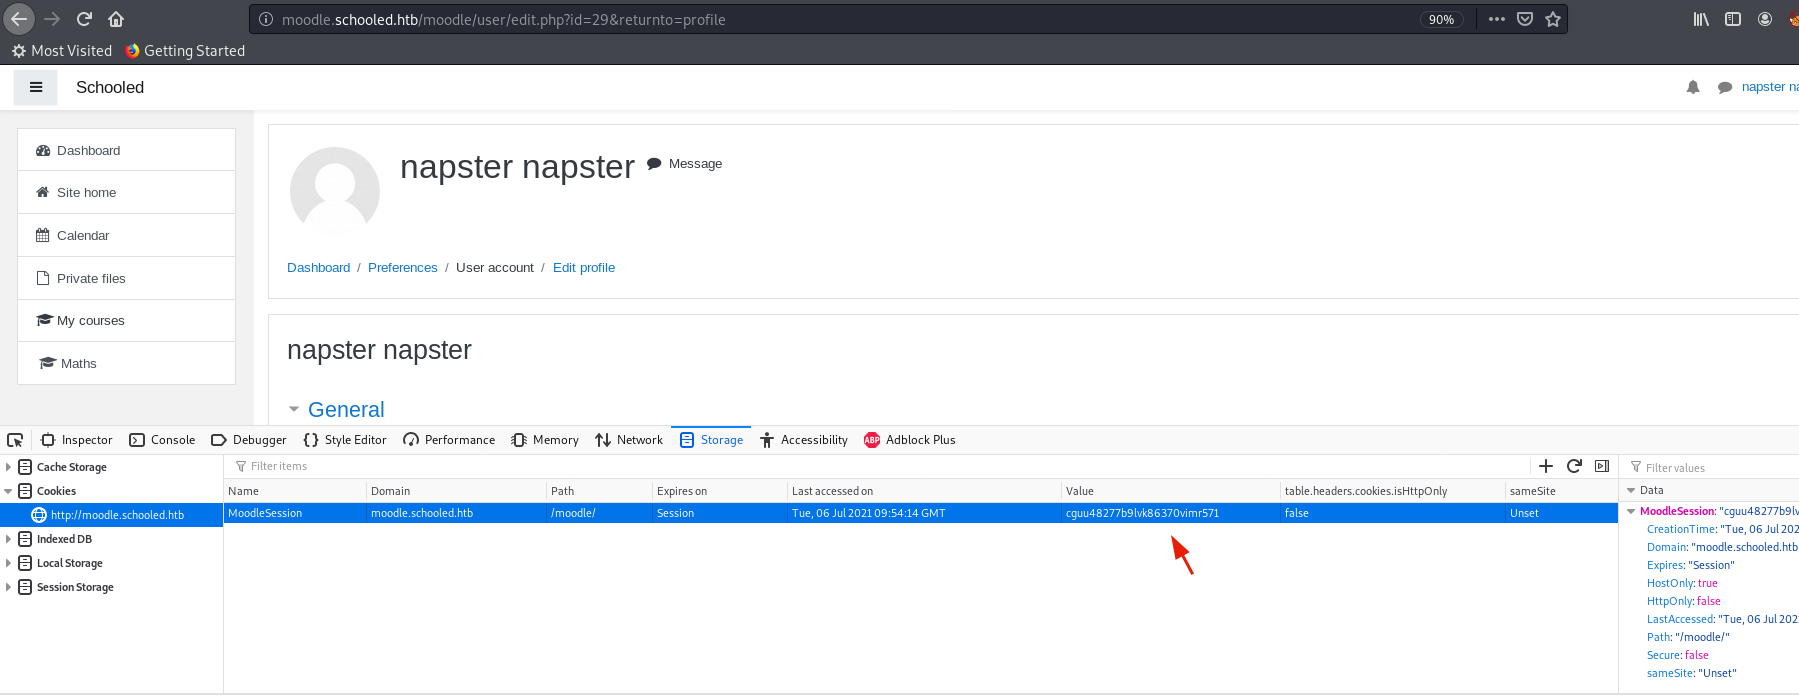 moodle.schooled.htb/moodle/user/edit.php?id=29&returnto=profile 90%
Most Visited Getting Started
Schooled napster na
Dashboard
Site home
Calendar
Private files
My courses
Maths
napster napster Message
Dashboard / Preferences / User account / Edit profile
napster napster
General
Inspector Console Debugger {} Style Editor Performance Memory Network Storage Accessibility ABP Adblock Plus
Cache Storage
Cookies
http://moodle.schooled.htb
Indexed DB
Local Storage
Session Storage
Filter items
Name Domain Path Expires on Last accessed on Value table.headers.cookies.isHttpOnly sameSite
MoodleSession moodle.schooled.htb /moodle/ Session Tue, 06 Jul 2021 09:54:14 GMT cguu48277b9lvk86370vimr571 false Unset
Filter values
Data
MoodleSession: "cguu48277b9lv
CreationTime: "Tue, 06 Jul 202
Domain: "moodle.schooled.htb
Expires: "Session"
HostOnly: true
HttpOnly: false
LastAccessed: "Tue, 06 Jul 202
Path: "/moodle/"
Secure: false
sameSite: "Unset"